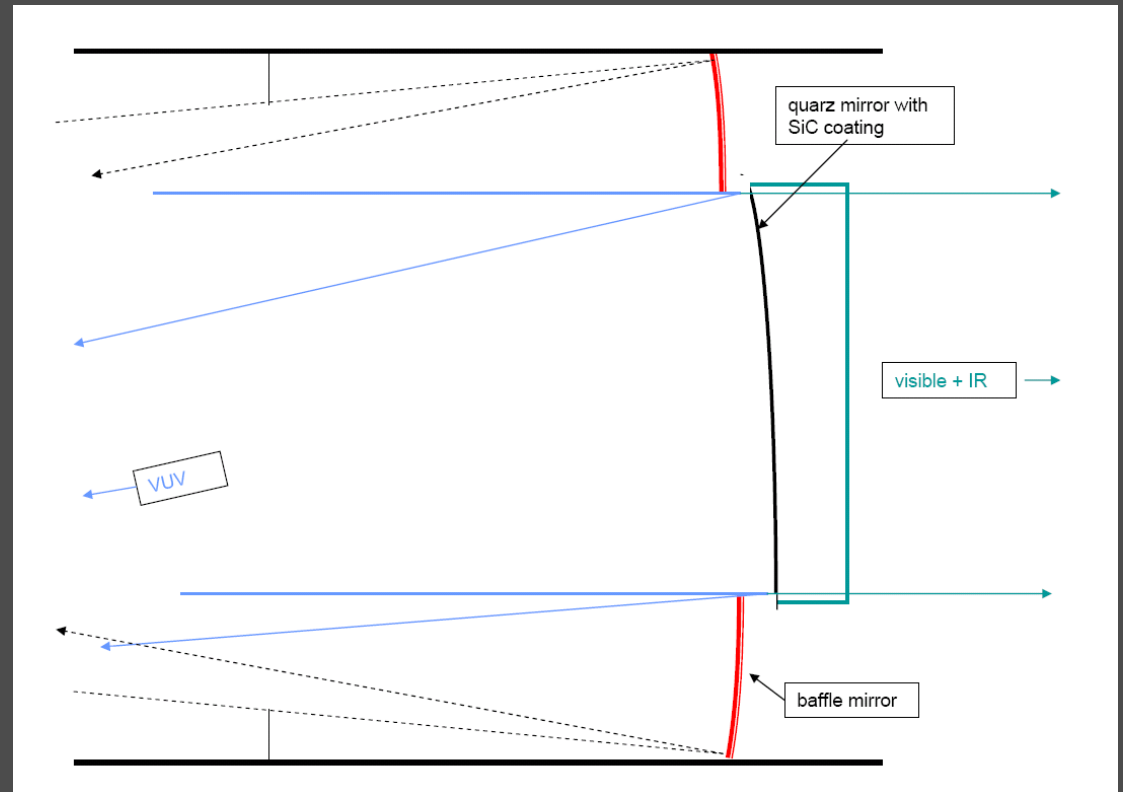 quarz mirror with
SiC coating
visible + IR
VUV
baffle mirror